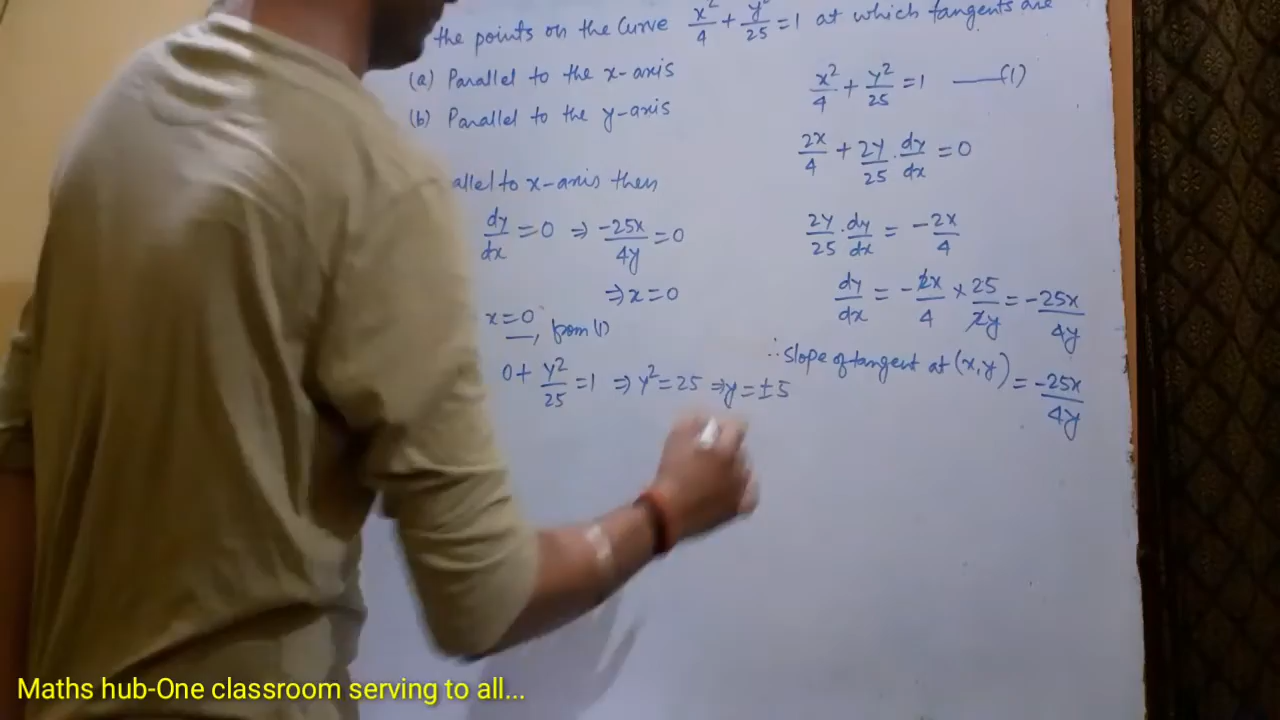 the points on the Curve x²/4 + y²/25 = 1 at which tangents are
(a) Parallel to the x-axis
(b) Parallel to the y-axis
allel to x-axis then
dy/dx = 0 ⇒ -25x/4y = 0
⇒ x = 0
x = 0, from (1)
0 + y²/25 = 1 ⇒ y² = 25 ⇒ y = ±5
x²/4 + y²/25 = 1 —(1)
2x/4 + 2y/25 . dy/dx = 0
2y/25 . dy/dx = -2x/4
dy/dx = -2x/4 × 25/2y = -25x/4y
∴ Slope of tangent at (x, y) = -25x/4y
Maths hub-One classroom serving to all...